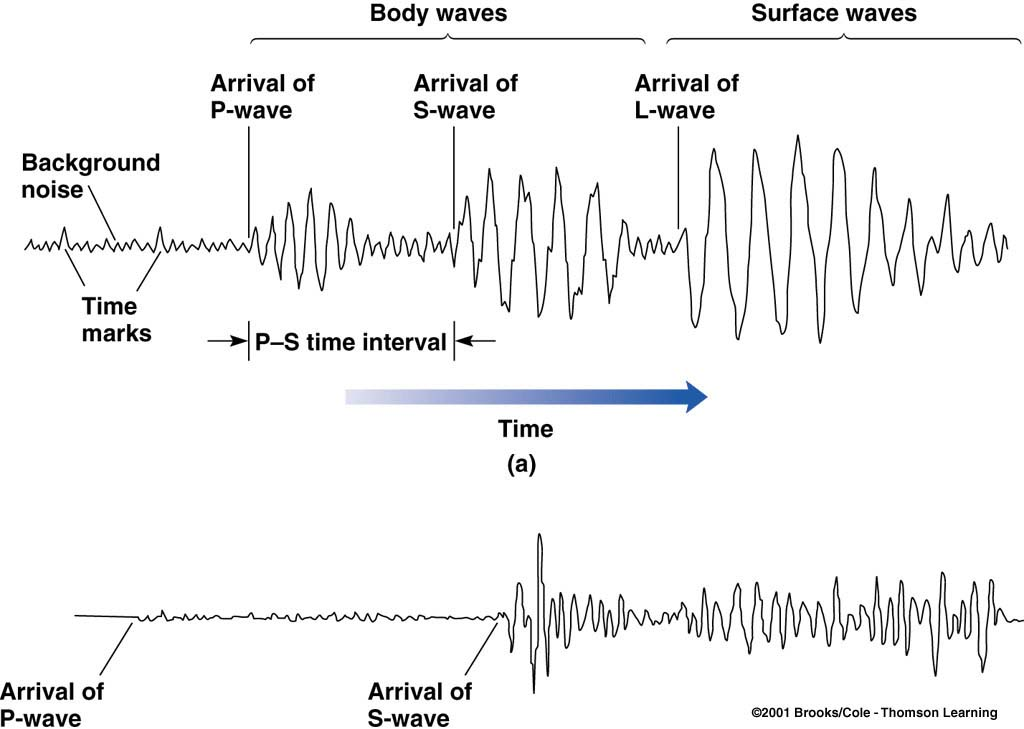 Body waves
Surface waves
Arrival of
P-wave
Arrival of
S-wave
Arrival of
L-wave
Background
noise
Time
marks
P–S time interval
Time
(a)
Arrival of
P-wave
Arrival of
S-wave
©2001 Brooks/Cole - Thomson Learning